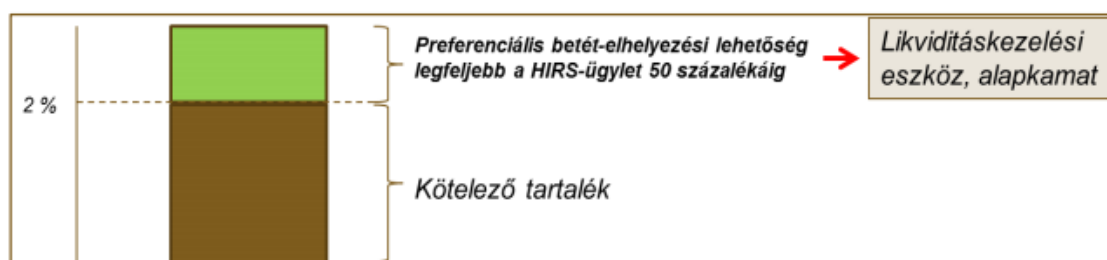 Preferenciális betét-elhelyezési lehetőség
legfeljebb a HIRS-ügylet 50 százalékáig
Likviditáskezelési
eszköz, alapkamat
2 %
Kötelező tartalék